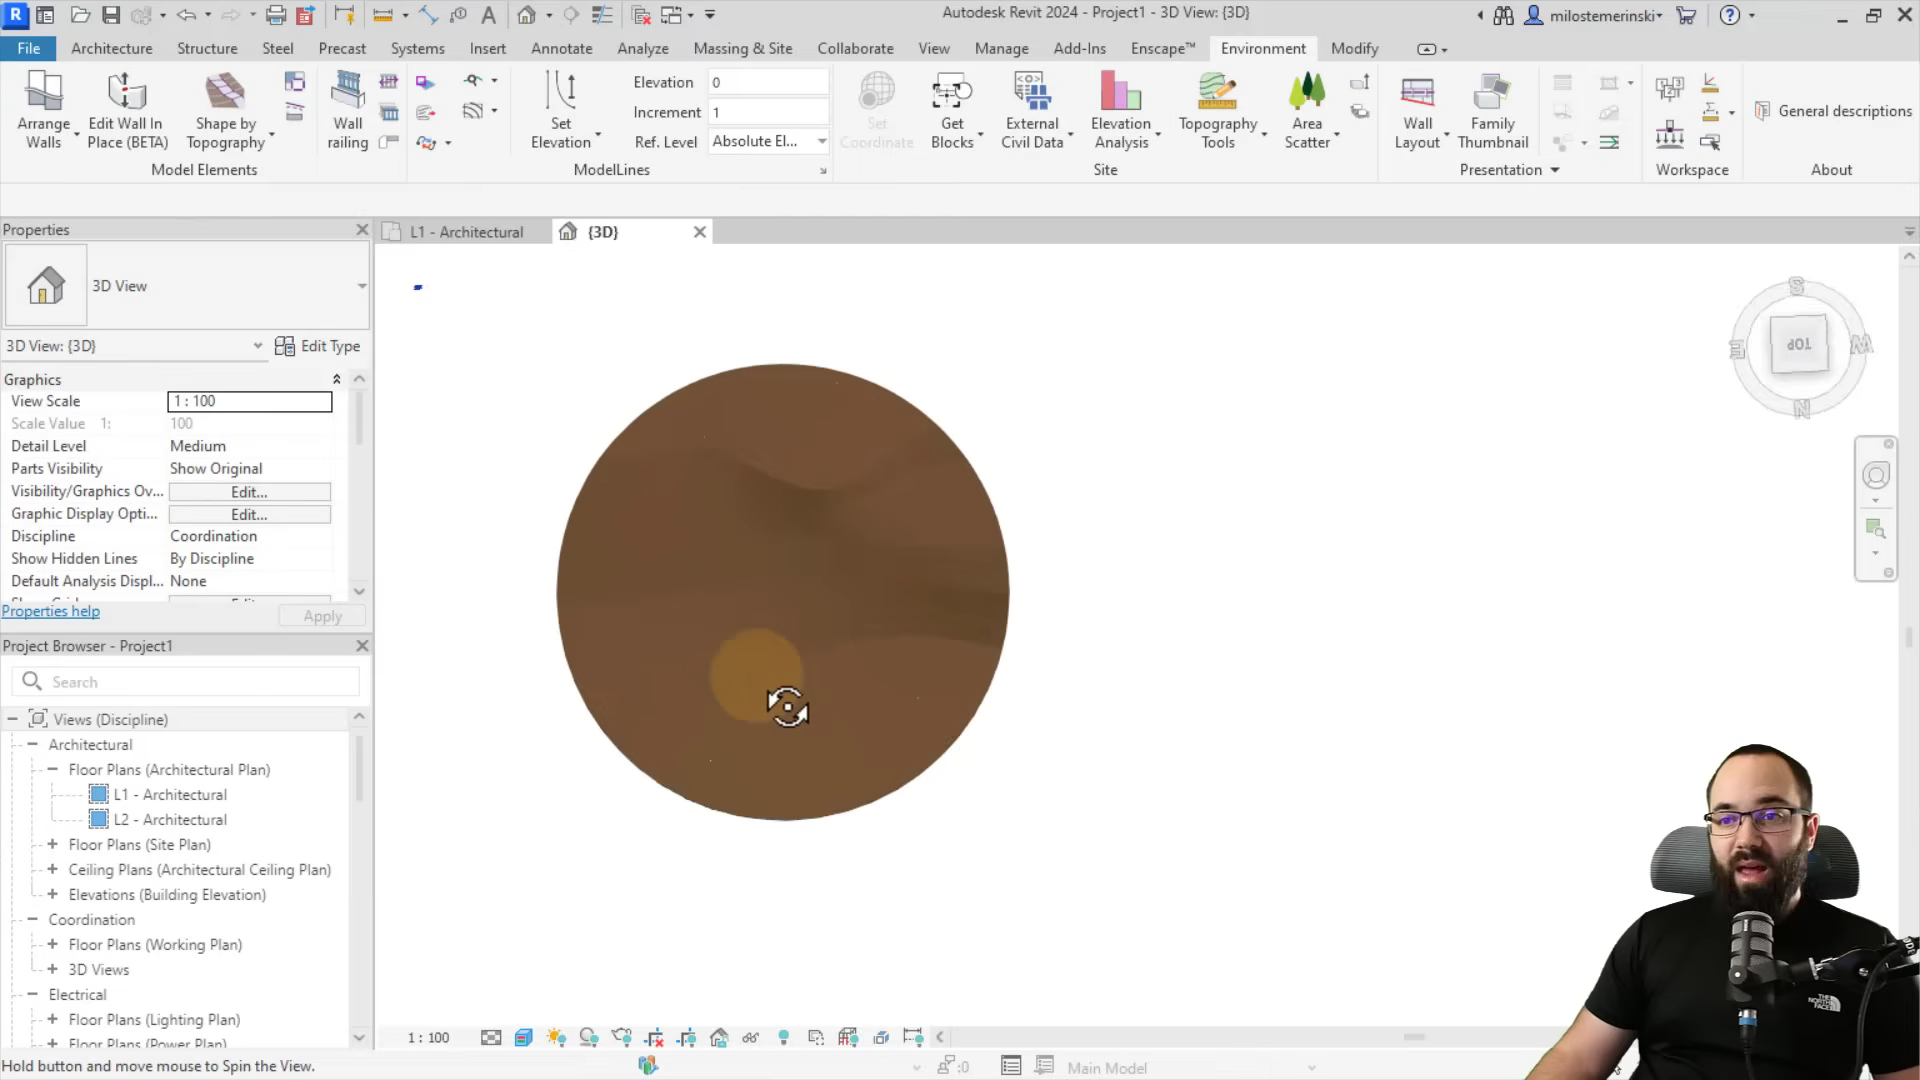 R
Autodesk Revit 2024 - Project1 - 3D View: {3D}
milostemerinski
File
Architecture
Structure
Steel
Precast
Systems
Insert
Annotate
Analyze
Massing & Site
Collaborate
View
Manage
Add-Ins
Enscape™
Environment
Modify
Arrange Walls
Edit Wall In Place (BETA)
Shape by Topography
Wall railing
Model Elements
Set Elevation
Elevation 0
Increment 1
Ref. Level Absolute El...
ModelLines
Set Coordinate
Get Blocks
External Civil Data
Elevation Analysis
Topography Tools
Area Scatter
Site
Wall Layout
Family Thumbnail
Presentation
Workspace
General descriptions
About
Properties
L1 - Architectural
{3D}
3D View
3D View: {3D}
Edit Type
Graphics
View Scale 1 : 100
Scale Value 1: 100
Detail Level Medium
Parts Visibility Show Original
Visibility/Graphics Ov... Edit...
Graphic Display Opti... Edit...
Discipline Coordination
Show Hidden Lines By Discipline
Default Analysis Displ... None
Properties help
Apply
Project Browser - Project1
Search
Views (Discipline)
Architectural
Floor Plans (Architectural Plan)
L1 - Architectural
L2 - Architectural
Floor Plans (Site Plan)
Ceiling Plans (Architectural Ceiling Plan)
Elevations (Building Elevation)
Coordination
Floor Plans (Working Plan)
3D Views
Electrical
Floor Plans (Lighting Plan)
Floor Plans (Power Plan)
S
E
TOP
W
N
1 : 100
Hold button and move mouse to Spin the View.
:0
Main Model
THE NORTH FACE